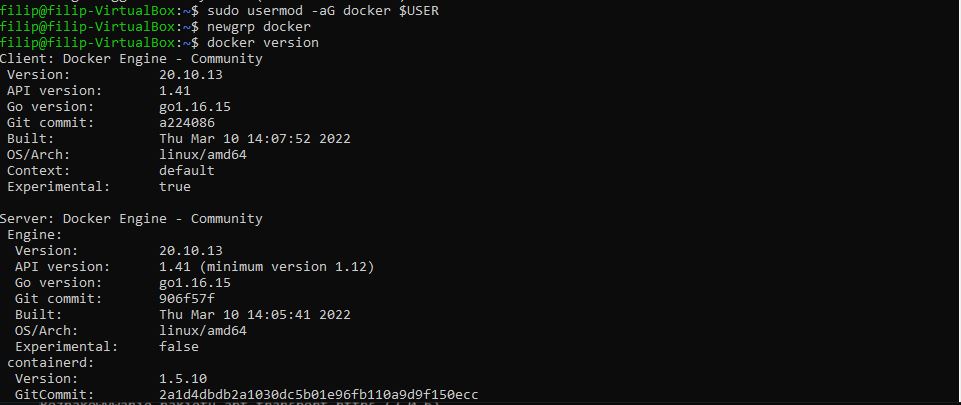 filip@filip-VirtualBox:~$ sudo usermod -aG docker $USER
filip@filip-VirtualBox:~$ newgrp docker
filip@filip-VirtualBox:~$ docker version
Client: Docker Engine - Community
 Version:           20.10.13
 API version:       1.41
 Go version:        go1.16.15
 Git commit:        a224086
 Built:             Thu Mar 10 14:07:52 2022
 OS/Arch:           linux/amd64
 Context:           default
 Experimental:      true

Server: Docker Engine - Community
 Engine:
  Version:          20.10.13
  API version:      1.41 (minimum version 1.12)
  Go version:       go1.16.15
  Git commit:       906f57f
  Built:            Thu Mar 10 14:05:41 2022
  OS/Arch:          linux/amd64
  Experimental:     false
 containerd:
  Version:          1.5.10
  GitCommit:        2a1d4dbdb2a1030dc5b01e96fb110a9d9f150ecc